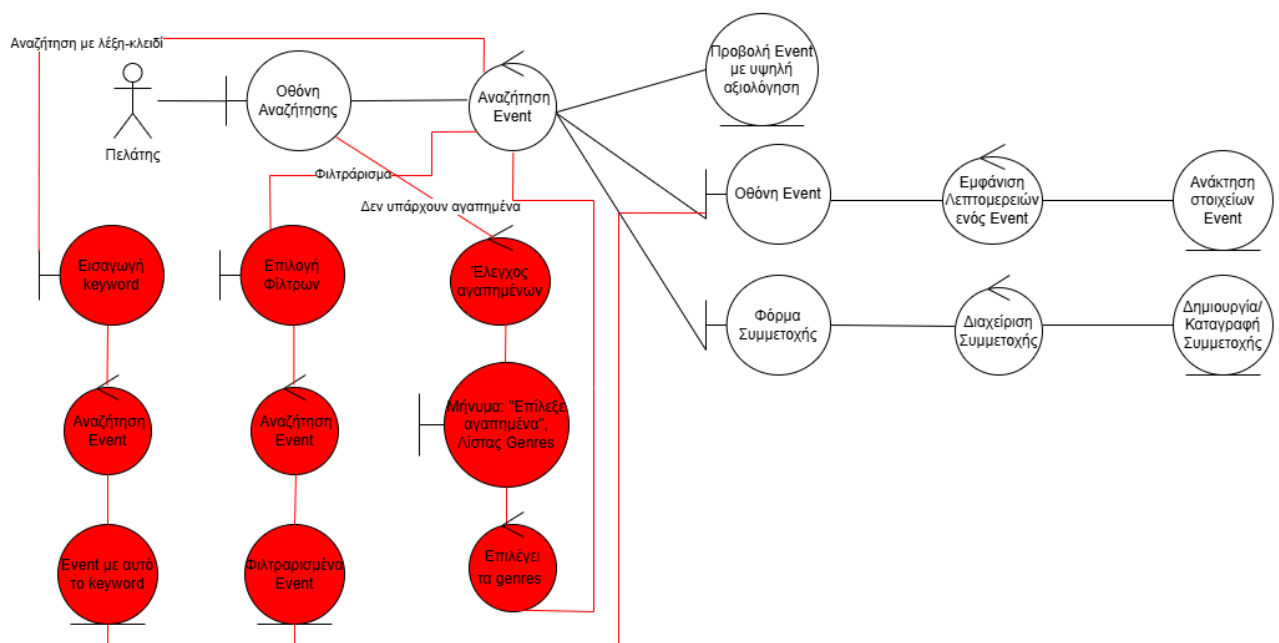 Αναζήτηση με λέξη-κλειδί
Πελάτης
Οθόνη
Αναζήτησης
Αναζήτηση
Event
Προβολή Event
με υψηλή
αξιολόγηση
Οθόνη Event
Εμφάνιση
Λεπτομερειών
ενός Event
Ανάκτηση
στοιχείων
Event
Φιλτράρισμα
Δεν υπάρχουν αγαπημένα
Εισαγωγή
keyword
Επιλογή
Φίλτρων
Έλεγχος
αγαπημένων
Φόρμα
Συμμετοχής
Διαχείριση
Συμμετοχής
Δημιουργία/
Καταγραφή
Συμμετοχής
Αναζήτηση
Event
Αναζήτηση
Event
Μήνυμα: "Επίλεξε
αγαπημένα",
Λίστας Genres
Event με αυτό
το keyword
Φιλτραρισμένα
Event
Επιλέγει
τα genres